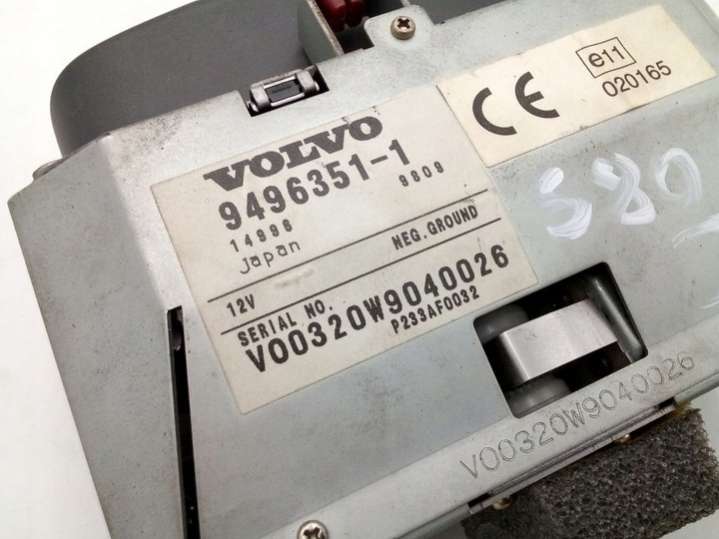 VOLVO
9496351-1
14996
9809
Japan
12V
NEG. GROUND
SERIAL NO.
V00320W9040026
P233AF0032
CE
e11
020165
S80
V00320W9040026